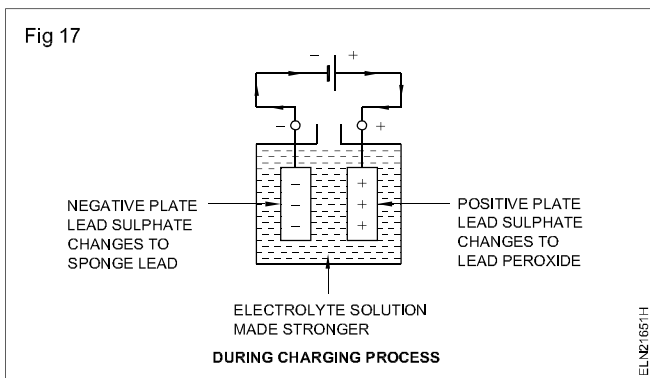 Fig 17
− +
− +
− +
− +
− +
NEGATIVE PLATE
LEAD SULPHATE
CHANGES TO
SPONGE LEAD
POSITIVE PLATE
LEAD SULPHATE
CHANGES TO
LEAD PEROXIDE
ELECTROLYTE SOLUTION
MADE STRONGER
DURING CHARGING PROCESS
ELN21651H